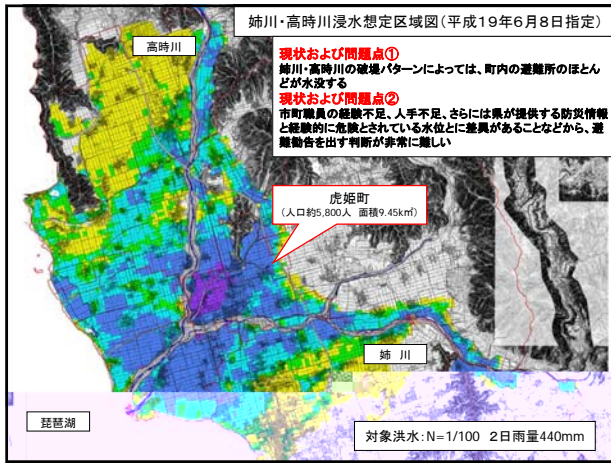 姉川・高時川浸水想定区域図(平成19年6月8日指定)
高時川
現状および問題点①
姉川・高時川の破堤パターンによっては、町内の避難所のほとん
どが水没する
現状および問題点②
市町職員の経験不足、人手不足、さらには県が提供する防災情報
と経験的に危険とされている水位とに差異があることなどから、避
難勧告を出す判断が非常に難しい
虎姫町
(人口約5,800人 面積9.45k㎡)
姉 川
琵琶湖
対象洪水:N=1/100 2日雨量440mm